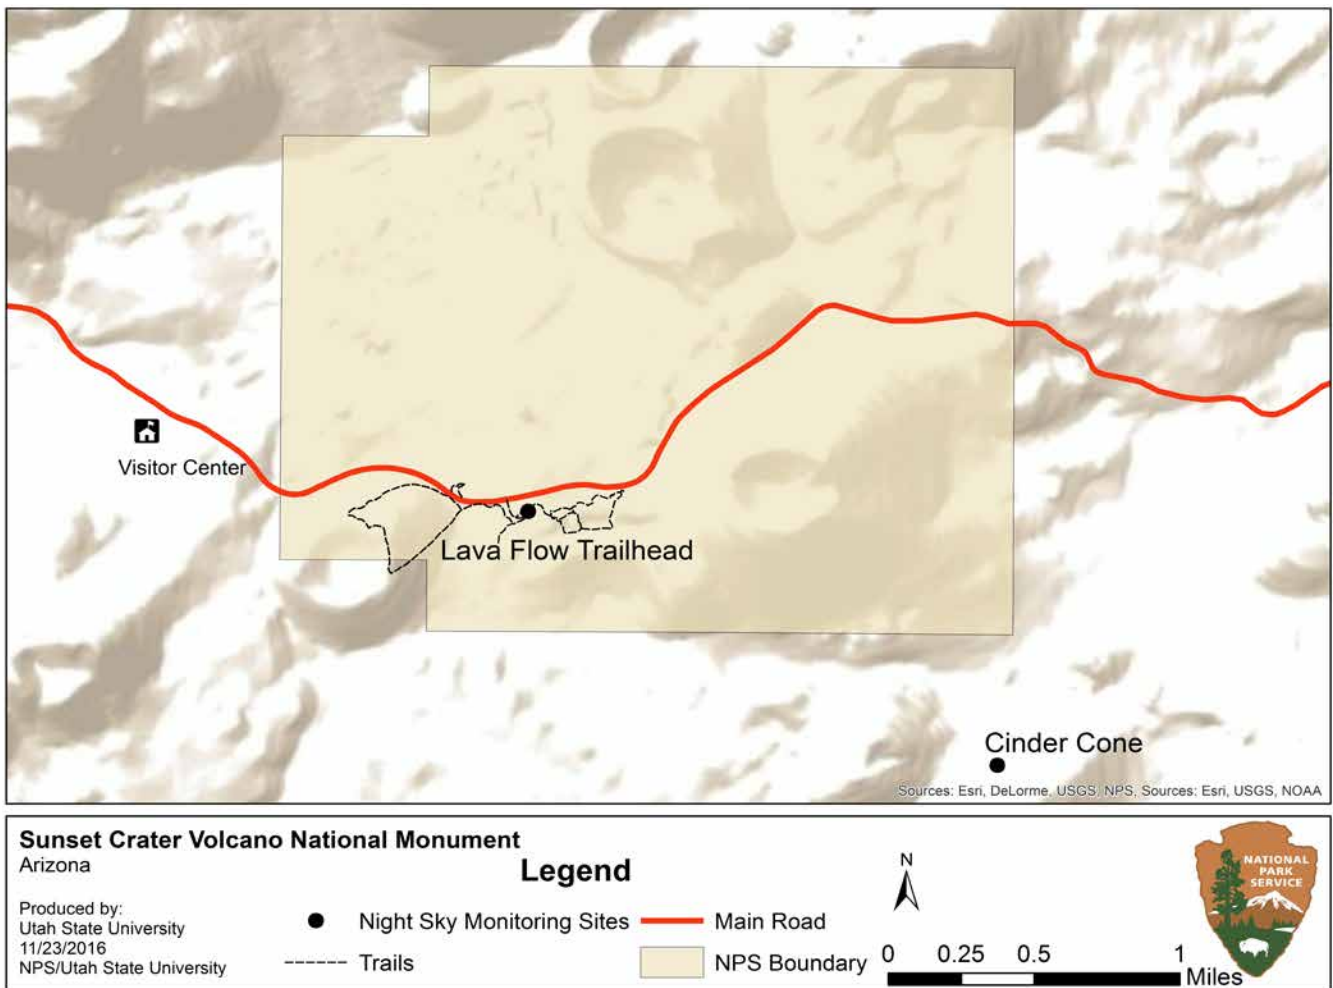 Visitor Center
Lava Flow Trailhead
Cinder Cone
Sources: Esri, DeLorme, USGS, NPS, Sources: Esri, USGS, NOAA
Sunset Crater Volcano National Monument
Arizona
Legend
Produced by:
Utah State University
11/23/2016
NPS/Utah State University
Night Sky Monitoring Sites
Trails
Main Road
NPS Boundary
N
0 0.25 0.5 1
Miles
NATIONAL
PARK
SERVICE